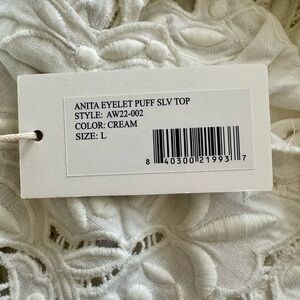 ANITA EYELET PUFF SLV TOP
STYLE: AW22-002
COLOR: CREAM
SIZE: L
8 40300 21993 7